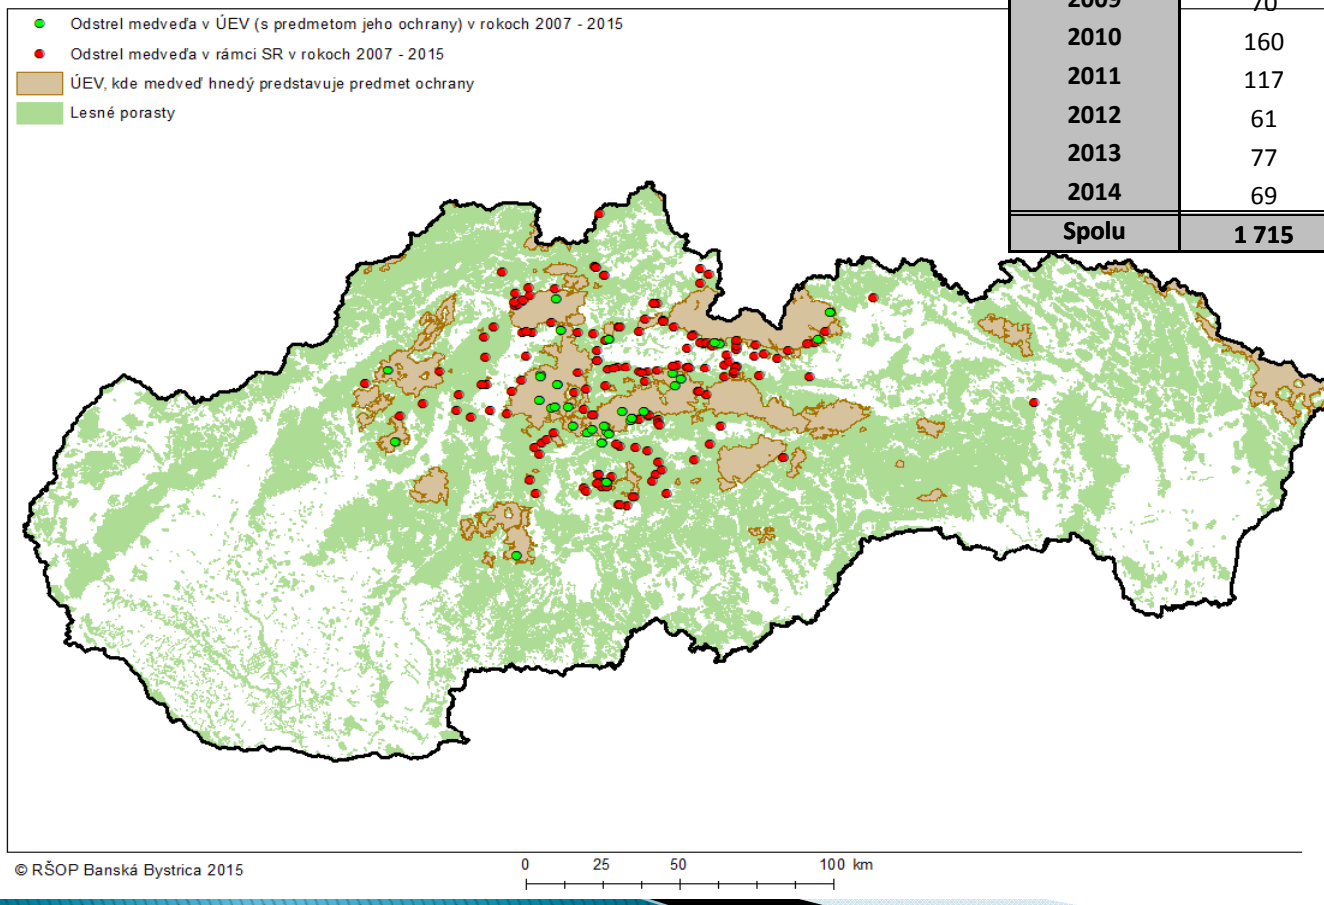 Odstrel medveďa v ÚEV (s predmetom jeho ochrany) v rokoch 2007 - 2015
Odstrel medveďa v rámci SR v rokoch 2007 - 2015
ÚEV, kde medveď hnedý predstavuje predmet ochrany
Lesné porasty
2009 70
2010 160
2011 117
2012 61
2013 77
2014 69
Spolu 1 715
© RŠOP Banská Bystrica 2015
0 25 50 100 km